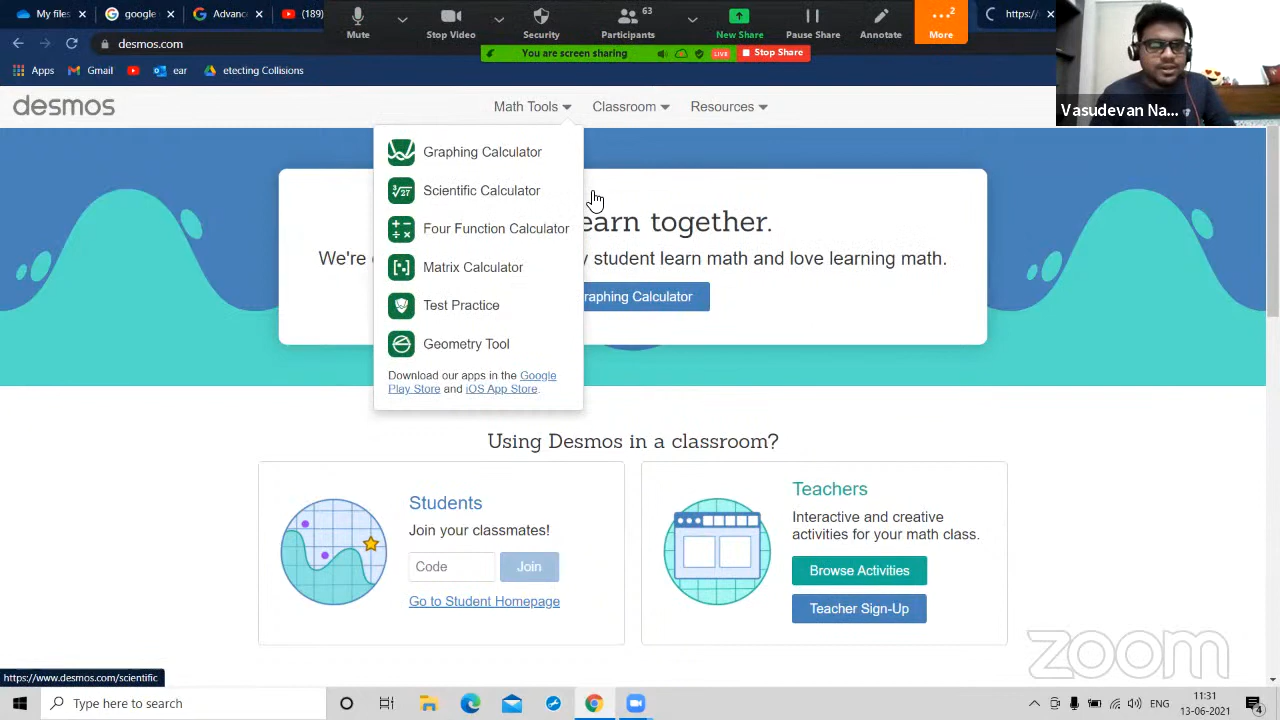 google
Advance
(189)
63
2
https://
Mute
Stop Video
Security
Participants
New Share
Pause Share
Annotate
More
desmos.com
You are screen sharing
LIVE
Stop Share
Apps
Gmail
ear
etecting Collisions
Vasudevan Na...
desmos
Math Tools
Classroom
Resources
Graphing Calculator
Scientific Calculator
Four Function Calculator
Matrix Calculator
Test Practice
Geometry Tool
Download our apps in the Google
Play Store and iOS App Store.
earn together.
We're
student learn math and love learning math.
raphing Calculator
Using Desmos in a classroom?
Students
Join your classmates!
Code
Join
Go to Student Homepage
Teachers
Interactive and creative
activities for your math class.
Browse Activities
Teacher Sign-Up
zoom
https://www.desmos.com/scientific
Type here to search
ENG
11:31
13-06-2021
4